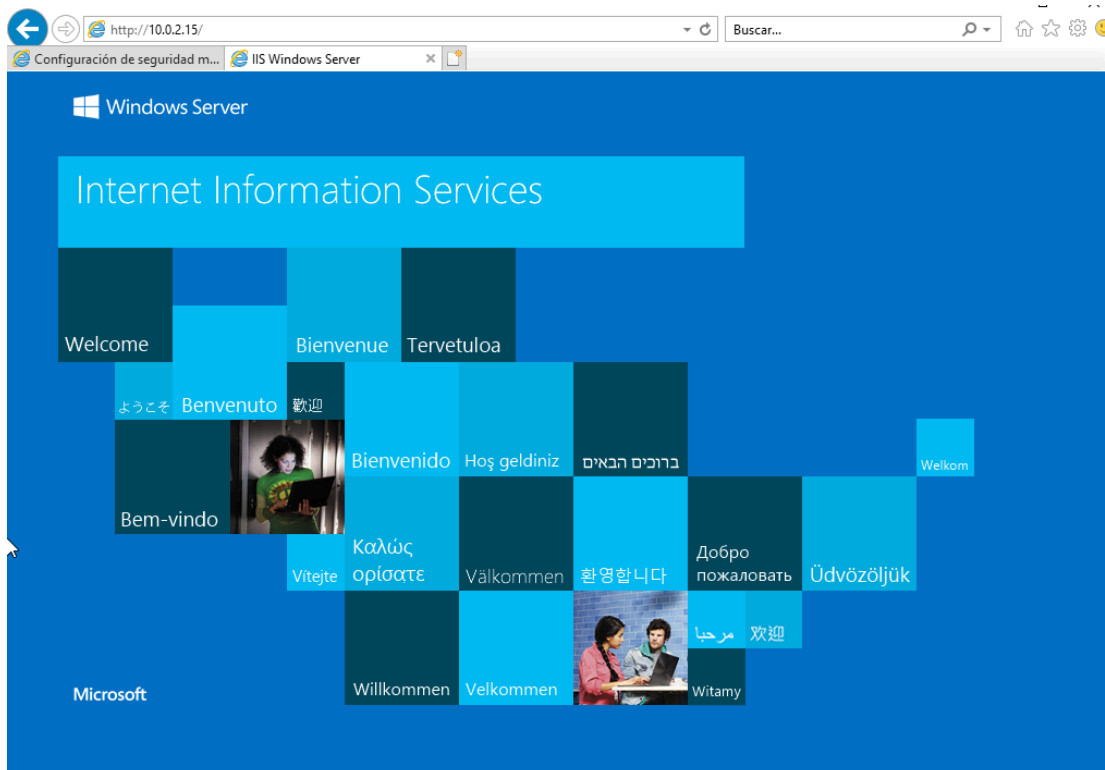 http://10.0.2.15/
Buscar...
Configuración de seguridad m...
IIS Windows Server
Windows Server
Internet Information Services
Welcome
Bienvenue
Tervetuloa
ようこそ
Benvenuto
歡迎
Bienvenido
Hoş geldiniz
ברוכים הבאים
Welkom
Bem-vindo
Vítejte
Καλώς
ορίσατε
Välkommen
환영합니다
Добро
пожаловать
Üdvözöljük
مرحبا
欢迎
Microsoft
Willkommen
Velkommen
Witamy